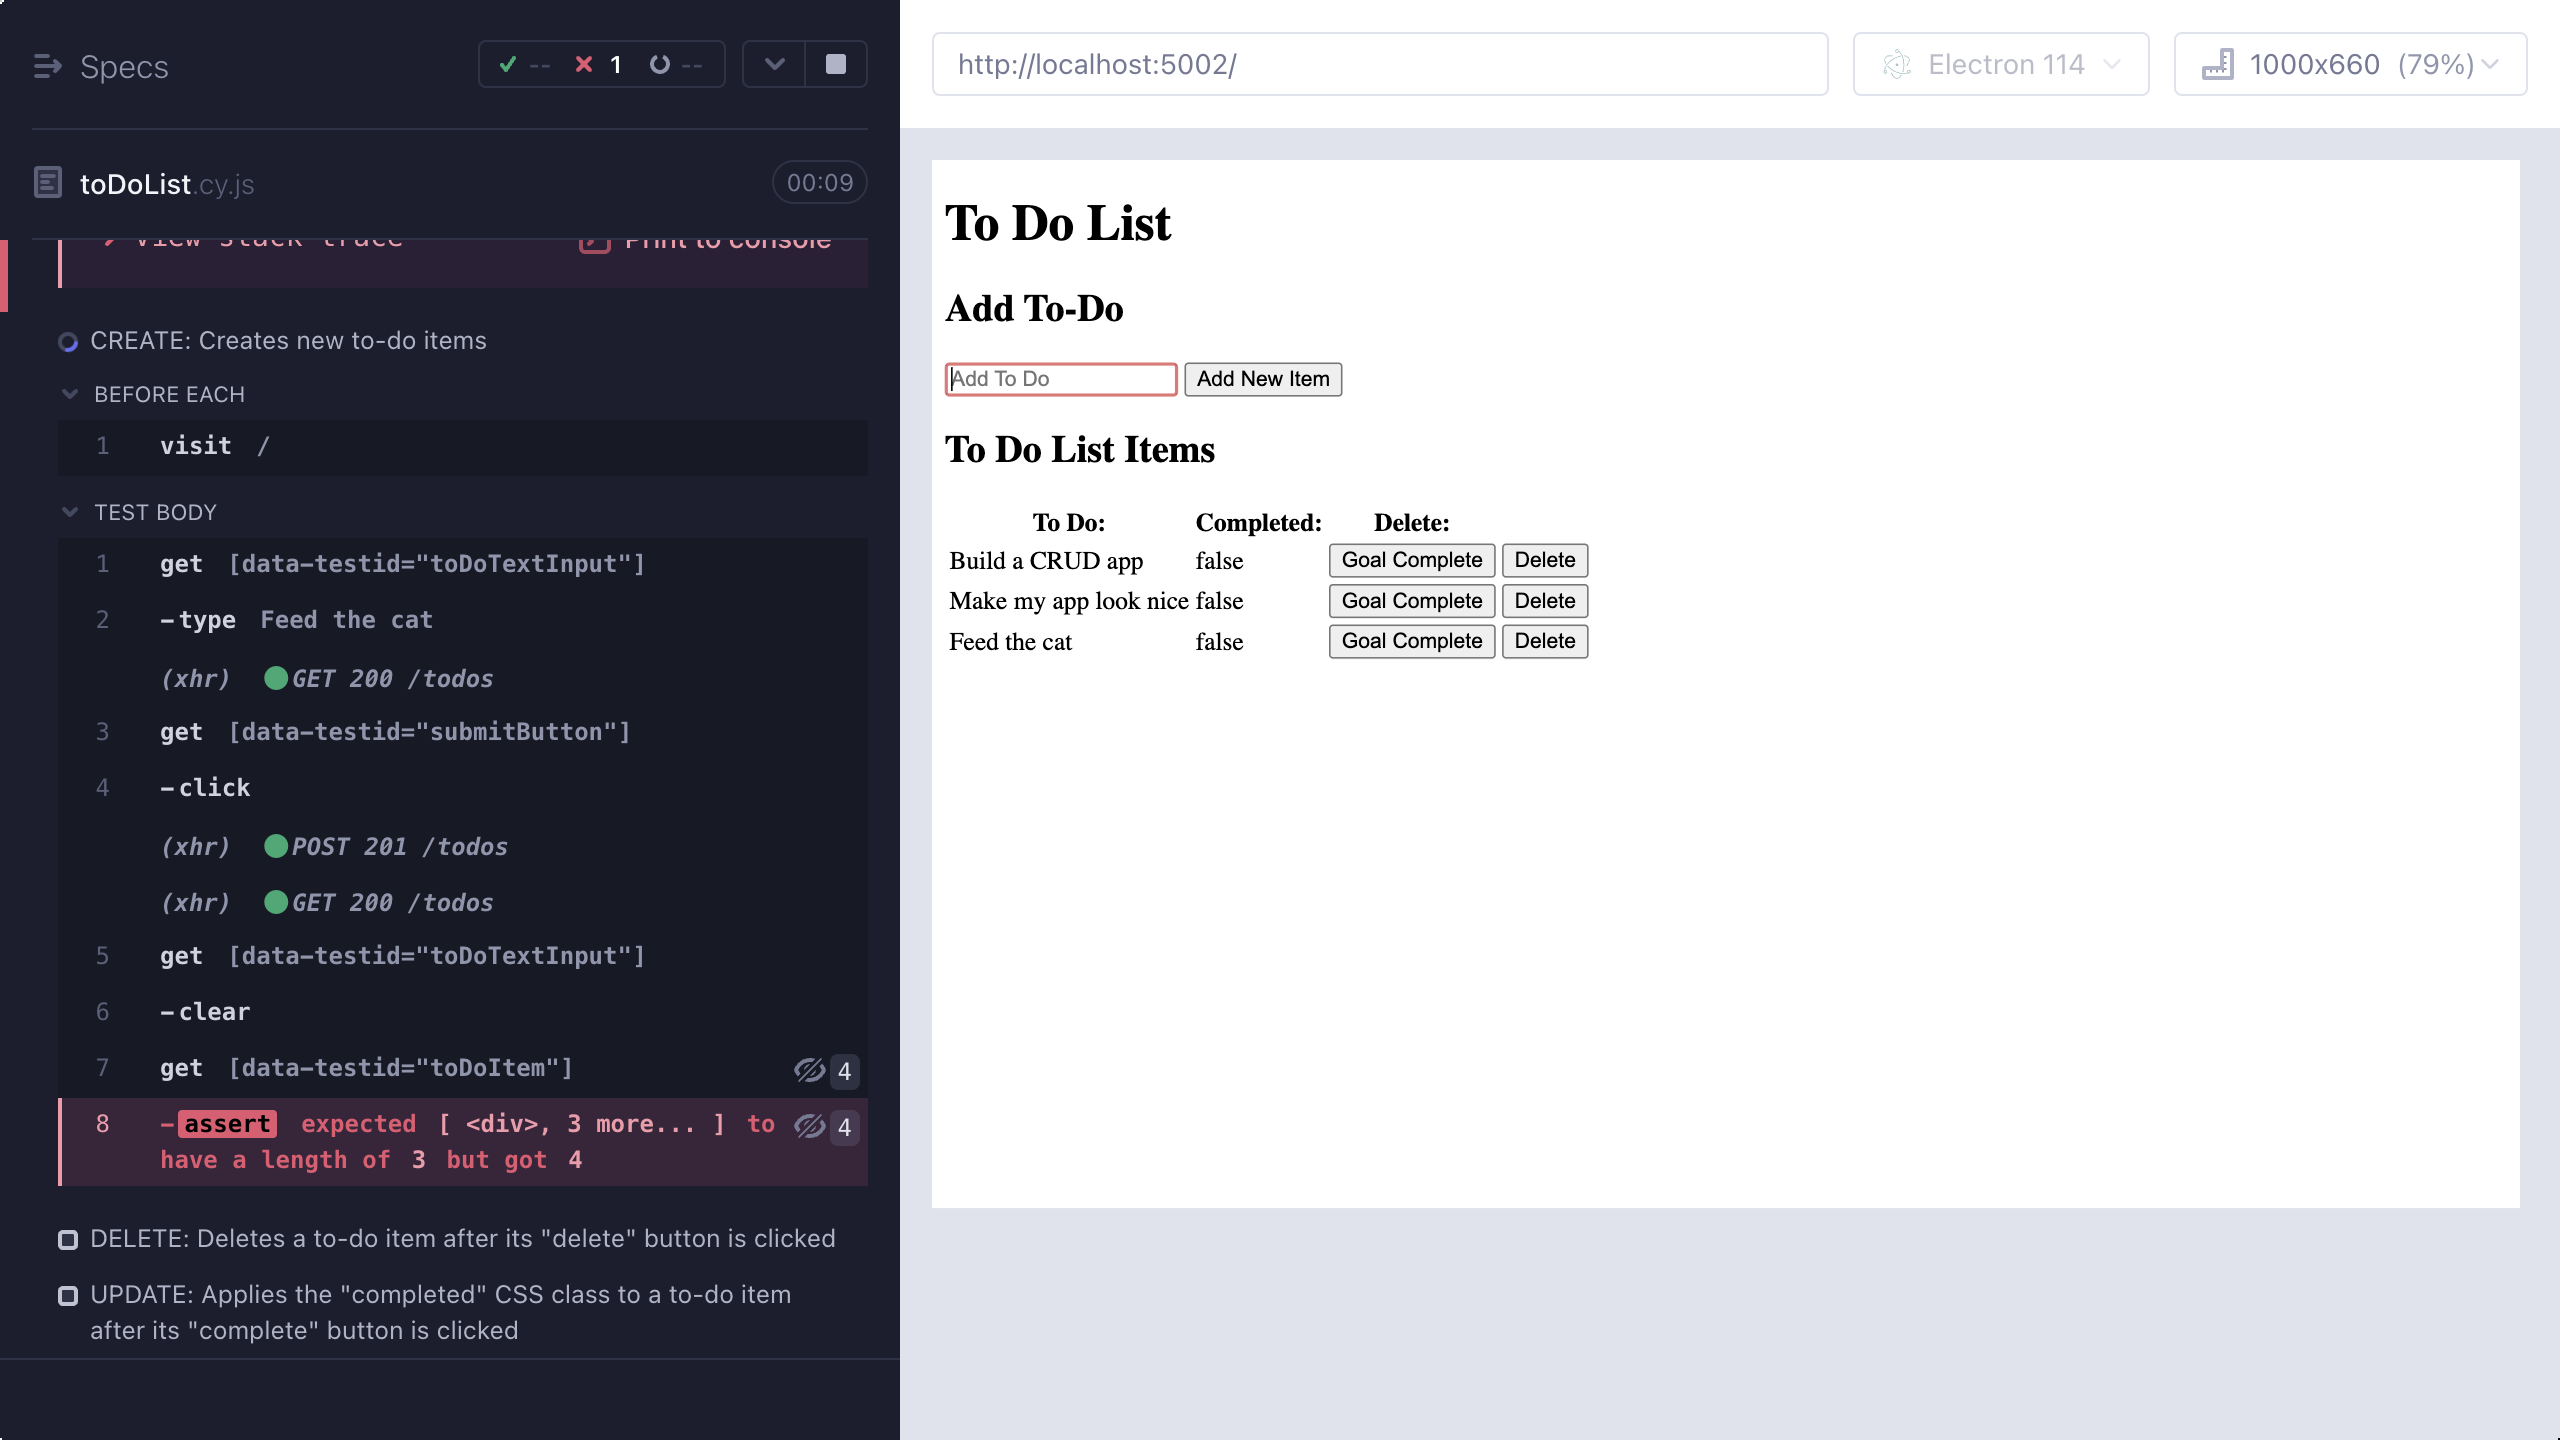 Specs
-- 1 --
toDoList.cy.js
00:09
View stack trace
Print to console
CREATE: Creates new to-do items
BEFORE EACH
1 visit /
TEST BODY
1 get [data-testid="toDoTextInput"]
2 -type Feed the cat
(xhr) GET 200 /todos
3 get [data-testid="submitButton"]
4 -click
(xhr) POST 201 /todos
(xhr) GET 200 /todos
5 get [data-testid="toDoTextInput"]
6 -clear
7 get [data-testid="toDoItem"] 4
8 -assert expected [ <div>, 3 more... ] to 4
have a length of 3 but got 4
DELETE: Deletes a to-do item after its "delete" button is clicked
UPDATE: Applies the "completed" CSS class to a to-do item
after its "complete" button is clicked
http://localhost:5002/
Electron 114
1000x660 (79%)
To Do List
Add To-Do
Add To Do
Add New Item
To Do List Items
To Do: Completed: Delete:
Build a CRUD app false Goal Complete Delete
Make my app look nice false Goal Complete Delete
Feed the cat false Goal Complete Delete